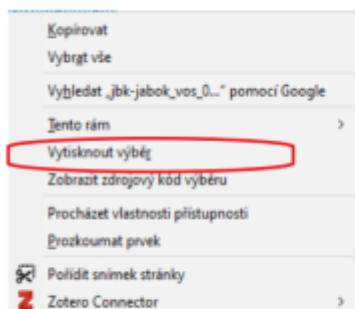 Kopírovat
Vybrat vše
Vyhledat „jbk-jabok_vos_0...“ pomocí Google
Tento rám
Vytisknout výběr
Zobrazit zdrojový kód výběru
Procházet vlastnosti přístupnosti
Prozkoumat prvek
Pořídit snímek stránky
Zotero Connector